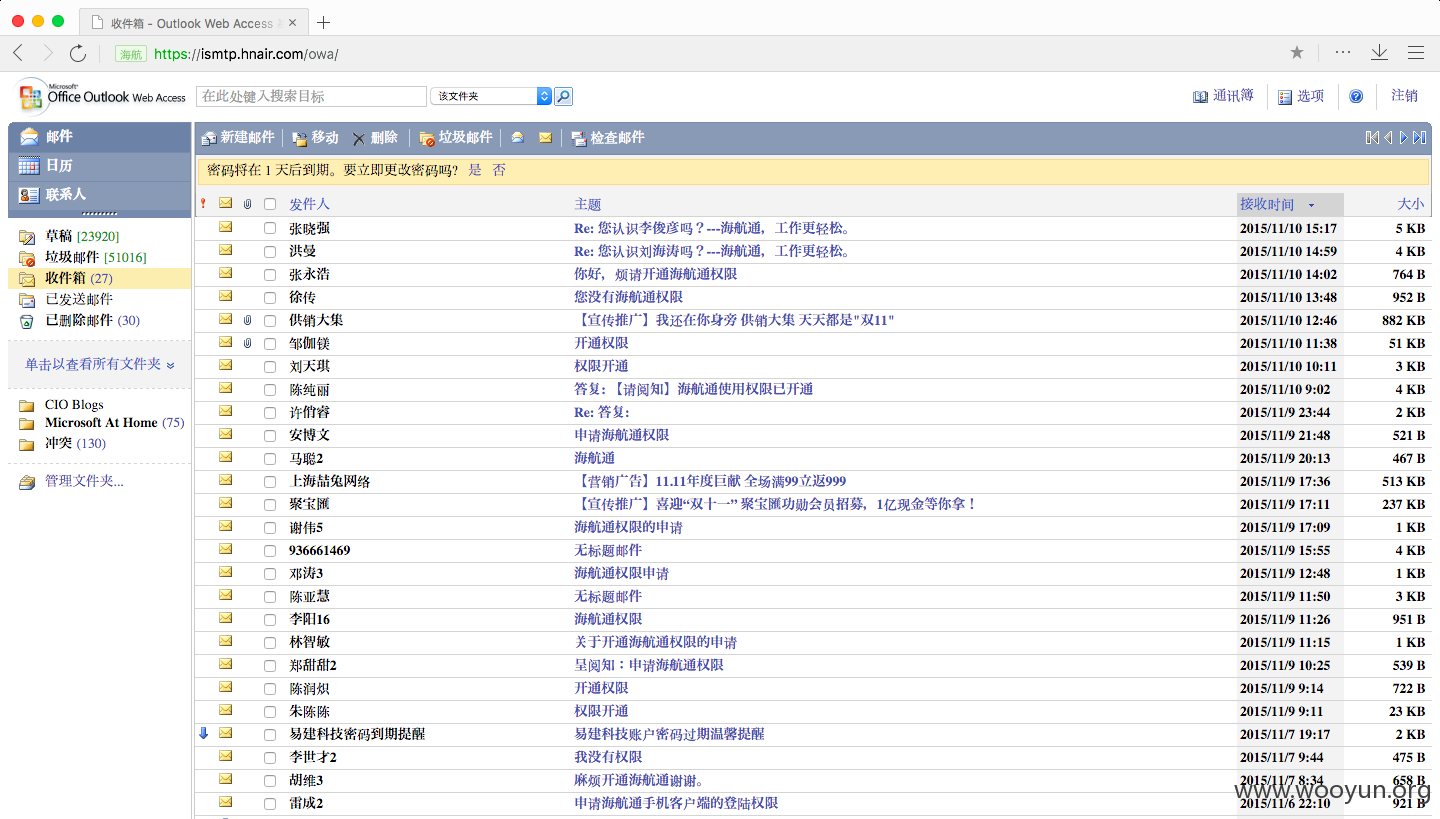 收件箱 - Outlook Web Access
海航 https://ismtp.hnair.com/owa/
Microsoft®
Office Outlook Web Access 在此处键入搜索目标 该文件夹 通讯簿 选项 注销
邮件 新建邮件 移动 删除 垃圾邮件 检查邮件
日历
联系人
密码将在 1 天后到期。要立即更改密码吗? 是 否
发件人 主题 接收时间 大小
草稿 [23920]
垃圾邮件 [51016]
收件箱 (27)
已发送邮件
已删除邮件 (30)
单击以查看所有文件夹
CIO Blogs
Microsoft At Home (75)
冲突 (130)
管理文件夹...
张晓强 Re: 您认识李俊彦吗？---海航通，工作更轻松。 2015/11/10 15:17 5 KB
洪曼 Re: 您认识刘海涛吗？---海航通，工作更轻松。 2015/11/10 14:59 4 KB
张永浩 你好，烦请开通海航通权限 2015/11/10 14:02 764 B
徐传 您没有海航通权限 2015/11/10 13:48 952 B
供销大集 【宣传推广】我还在你身旁 供销大集 天天都是"双11" 2015/11/10 12:46 882 KB
邹伽镁 开通权限 2015/11/10 11:38 51 KB
刘天琪 权限开通 2015/11/10 10:11 3 KB
陈纯丽 答复: 【请阅知】海航通使用权限已开通 2015/11/10 9:02 4 KB
许俏睿 Re: 答复: 2015/11/9 23:44 2 KB
安博文 申请海航通权限 2015/11/9 21:48 521 B
马聪2 海航通 2015/11/9 20:13 467 B
上海喆兔网络 【营销广告】11.11年度巨献 全场满99立返999 2015/11/9 17:36 513 KB
聚宝匯 【宣传推广】喜迎“双十一” 聚宝匯功勋会员招募，1亿现金等你拿！ 2015/11/9 17:11 237 KB
谢伟5 海航通权限的申请 2015/11/9 17:09 1 KB
936661469 无标题邮件 2015/11/9 15:55 4 KB
邓涛3 海航通权限申请 2015/11/9 12:48 1 KB
陈亚慧 无标题邮件 2015/11/9 11:50 3 KB
李阳16 海航通权限 2015/11/9 11:26 951 B
林智敏 关于开通海航通权限的申请 2015/11/9 11:15 1 KB
郑甜甜2 呈阅知：申请海航通权限 2015/11/9 10:25 539 B
陈润炽 开通权限 2015/11/9 9:14 722 B
朱陈陈 权限开通 2015/11/9 9:11 23 KB
易建科技密码到期提醒 易建科技账户密码过期温馨提醒 2015/11/7 19:17 2 KB
李世才2 我没有权限 2015/11/7 9:44 475 B
胡维3 麻烦开通海航通谢谢。 2015/11/7 8:34 658 B
雷成2 申请海航通手机客户端的登陆权限 2015/11/6 22:10 921 B
www.wooyun.org